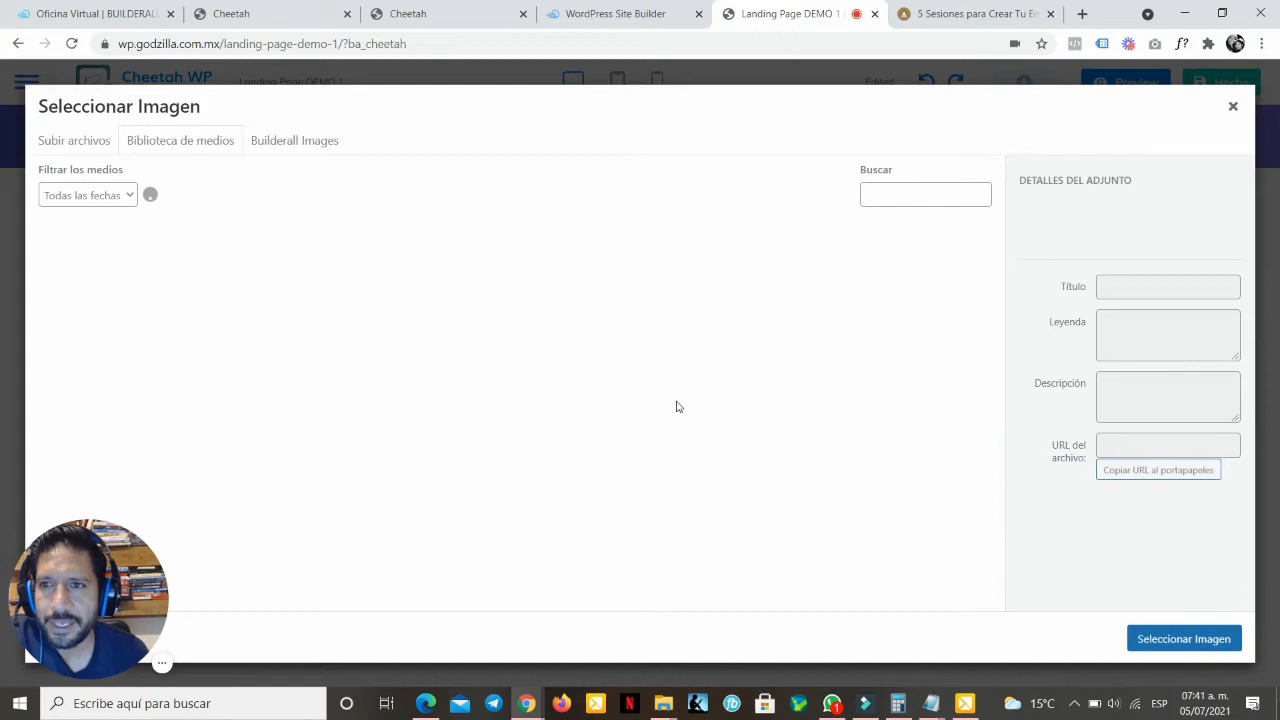 Oficina Virtual | BUILDERAL
Cheetah
Cheetah
WordPress Site Builder
Landing Page DEMO 1 |
5 Sesiones para Crear Tu Em
wp.godzilla.com.mx/landing-page-demo-1/?ba_cheetah
Cheetah WP
Landing Page DEMO 1
Edited
Preview
Hecho
Seleccionar Imagen
Subir archivos
Biblioteca de medios
Builderall Images
Filtrar los medios
Todas las fechas
Buscar
DETALLES DEL ADJUNTO
Título
Leyenda
Descripción
URL del
archivo:
Copiar URL al portapapeles
Seleccionar Imagen
Escribe aquí para buscar
15°C
ESP
07:41 a. m.
05/07/2021